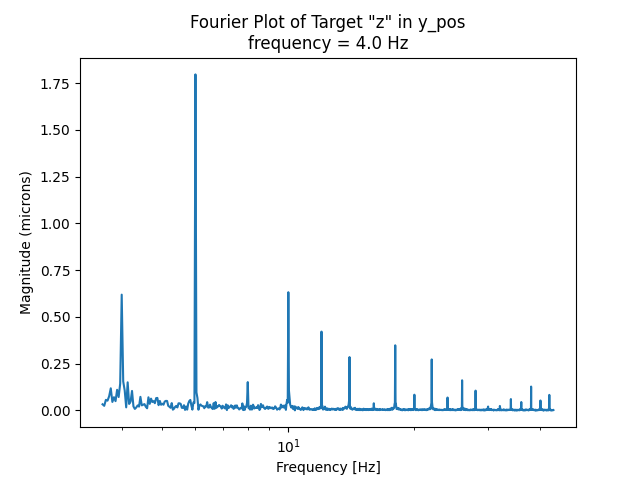 Fourier Plot of Target "z" in y_pos
frequency = 4.0 Hz
1.75
1.50
1.25
1.00
0.75
0.50
0.25
0.00
Magnitude (microns)
10¹
Frequency [Hz]